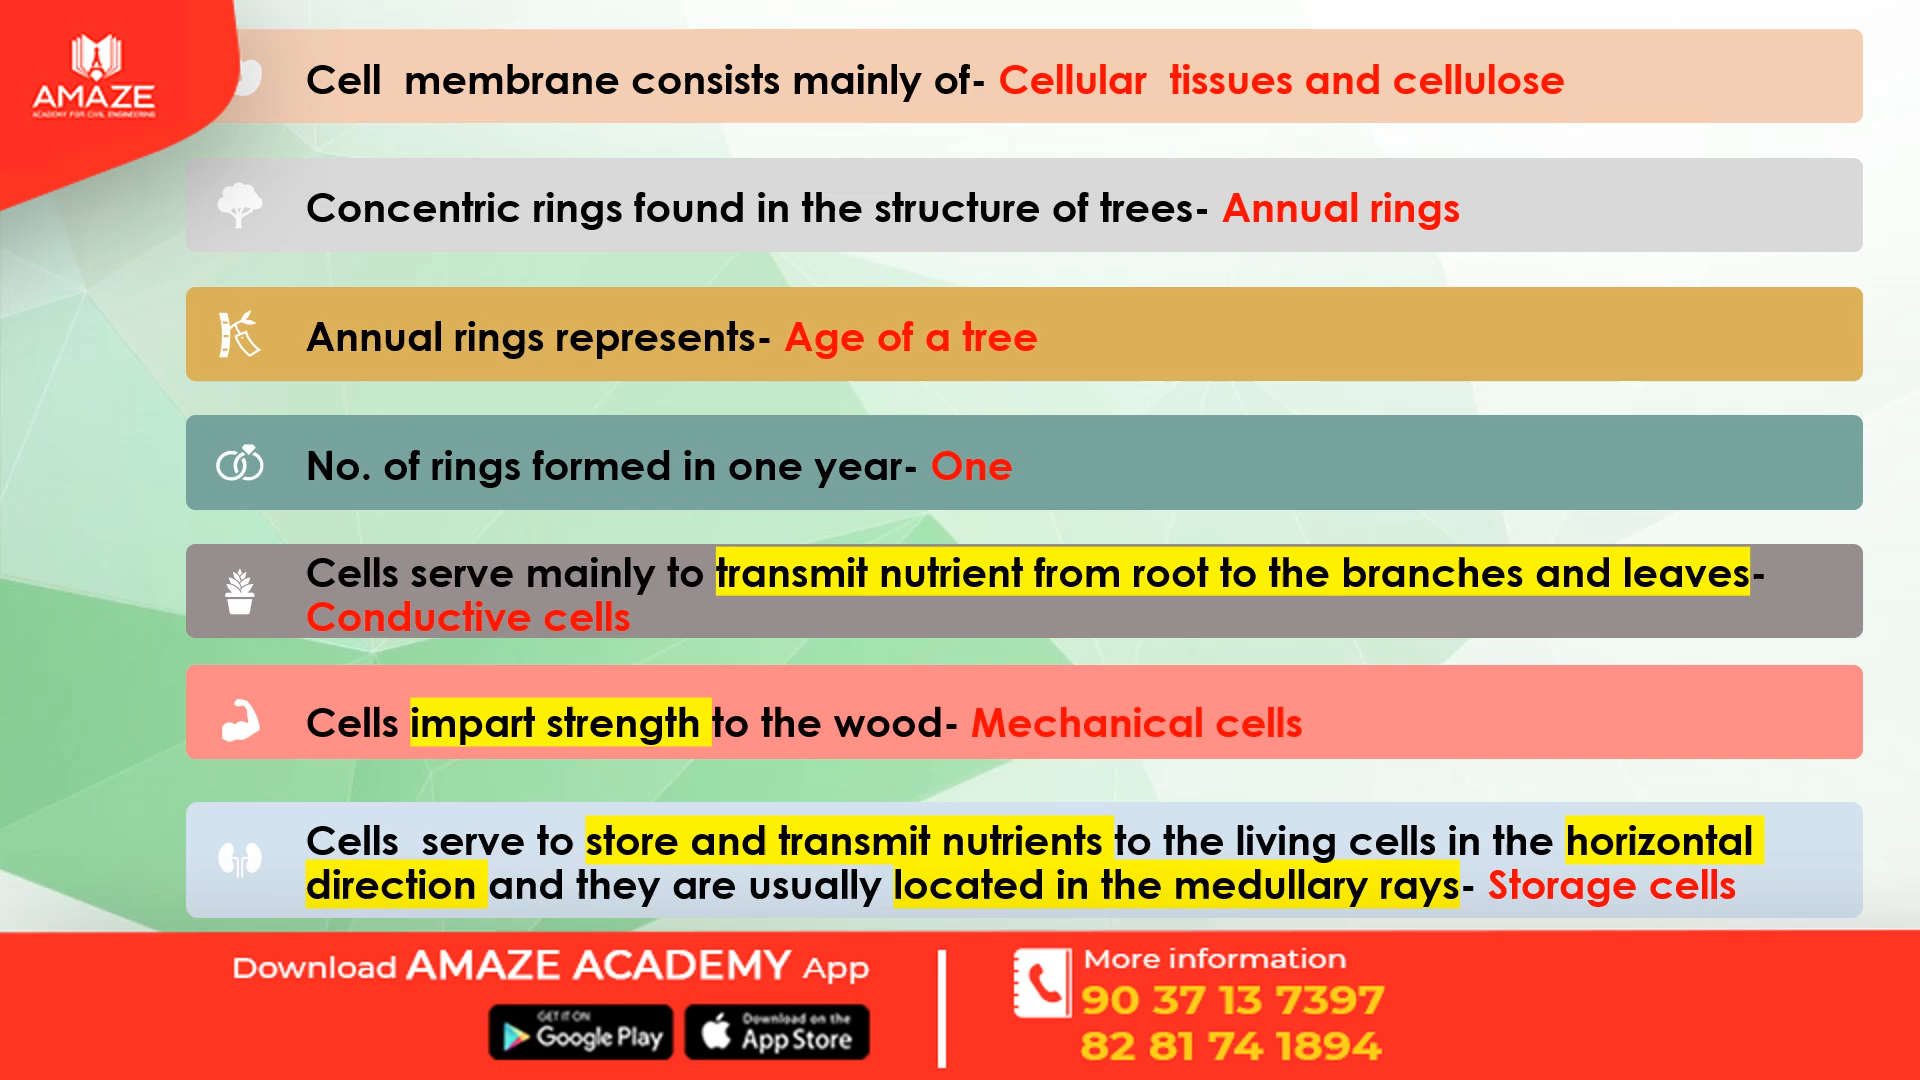 AMAZE
ACADEMY FOR CIVIL ENGINEERING
Cell membrane consists mainly of- Cellular tissues and cellulose
Concentric rings found in the structure of trees- Annual rings
Annual rings represents- Age of a tree
No. of rings formed in one year- One
Cells serve mainly to transmit nutrient from root to the branches and leaves-
Conductive cells
Cells impart strength to the wood- Mechanical cells
Cells serve to store and transmit nutrients to the living cells in the horizontal
direction and they are usually located in the medullary rays- Storage cells
Download AMAZE ACADEMY App
GET IT ON
Google Play
Download on the
App Store
More information
90 37 13 7397
82 81 74 1894